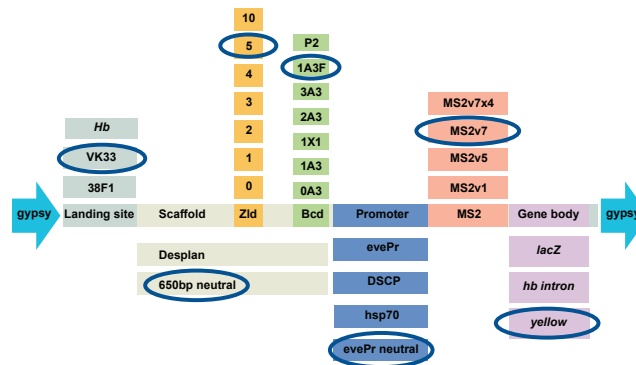 10
5
4
3
2
1
0
P2
1A3F
3A3
2A3
1X1
1A3
0A3
MS2v7x4
MS2v7
MS2v5
MS2v1
Hb
VK33
38F1
gypsy
Landing site
Scaffold
Zld
Bcd
Promoter
MS2
Gene body
gypsy
Desplan
650bp neutral
evePr
DSCP
hsp70
evePr neutral
lacZ
hb intron
yellow